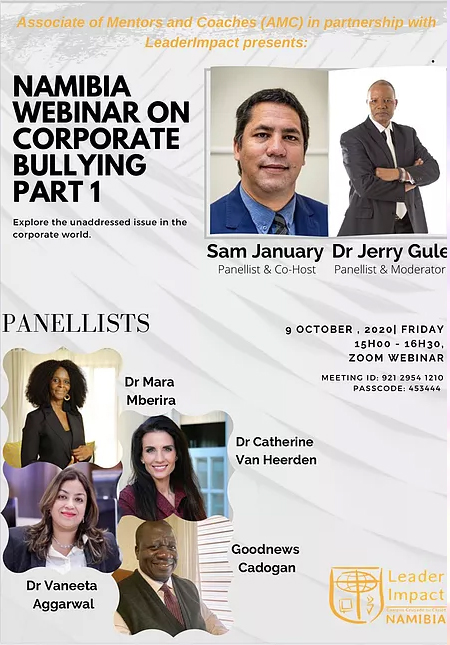 Associate of Mentors and Coaches (AMC) in partnership with
LeaderImpact presents:
NAMIBIA
WEBINAR ON
CORPORATE
BULLYING
PART 1
Explore the unaddressed issue in the
corporate world.
Sam January
Panellist & Co-Host
Dr Jerry Gule
Panellist & Moderator
PANELLISTS
9 OCTOBER , 2020| FRIDAY
15H00 - 16H30,
ZOOM WEBINAR
MEETING ID: 921 2954 1210
PASSCODE: 453444
Dr Mara
Mberira
Dr Catherine
Van Heerden
Goodnews
Cadogan
Dr Vaneeta
Aggarwal
Leader
Impact
NAMIBIA